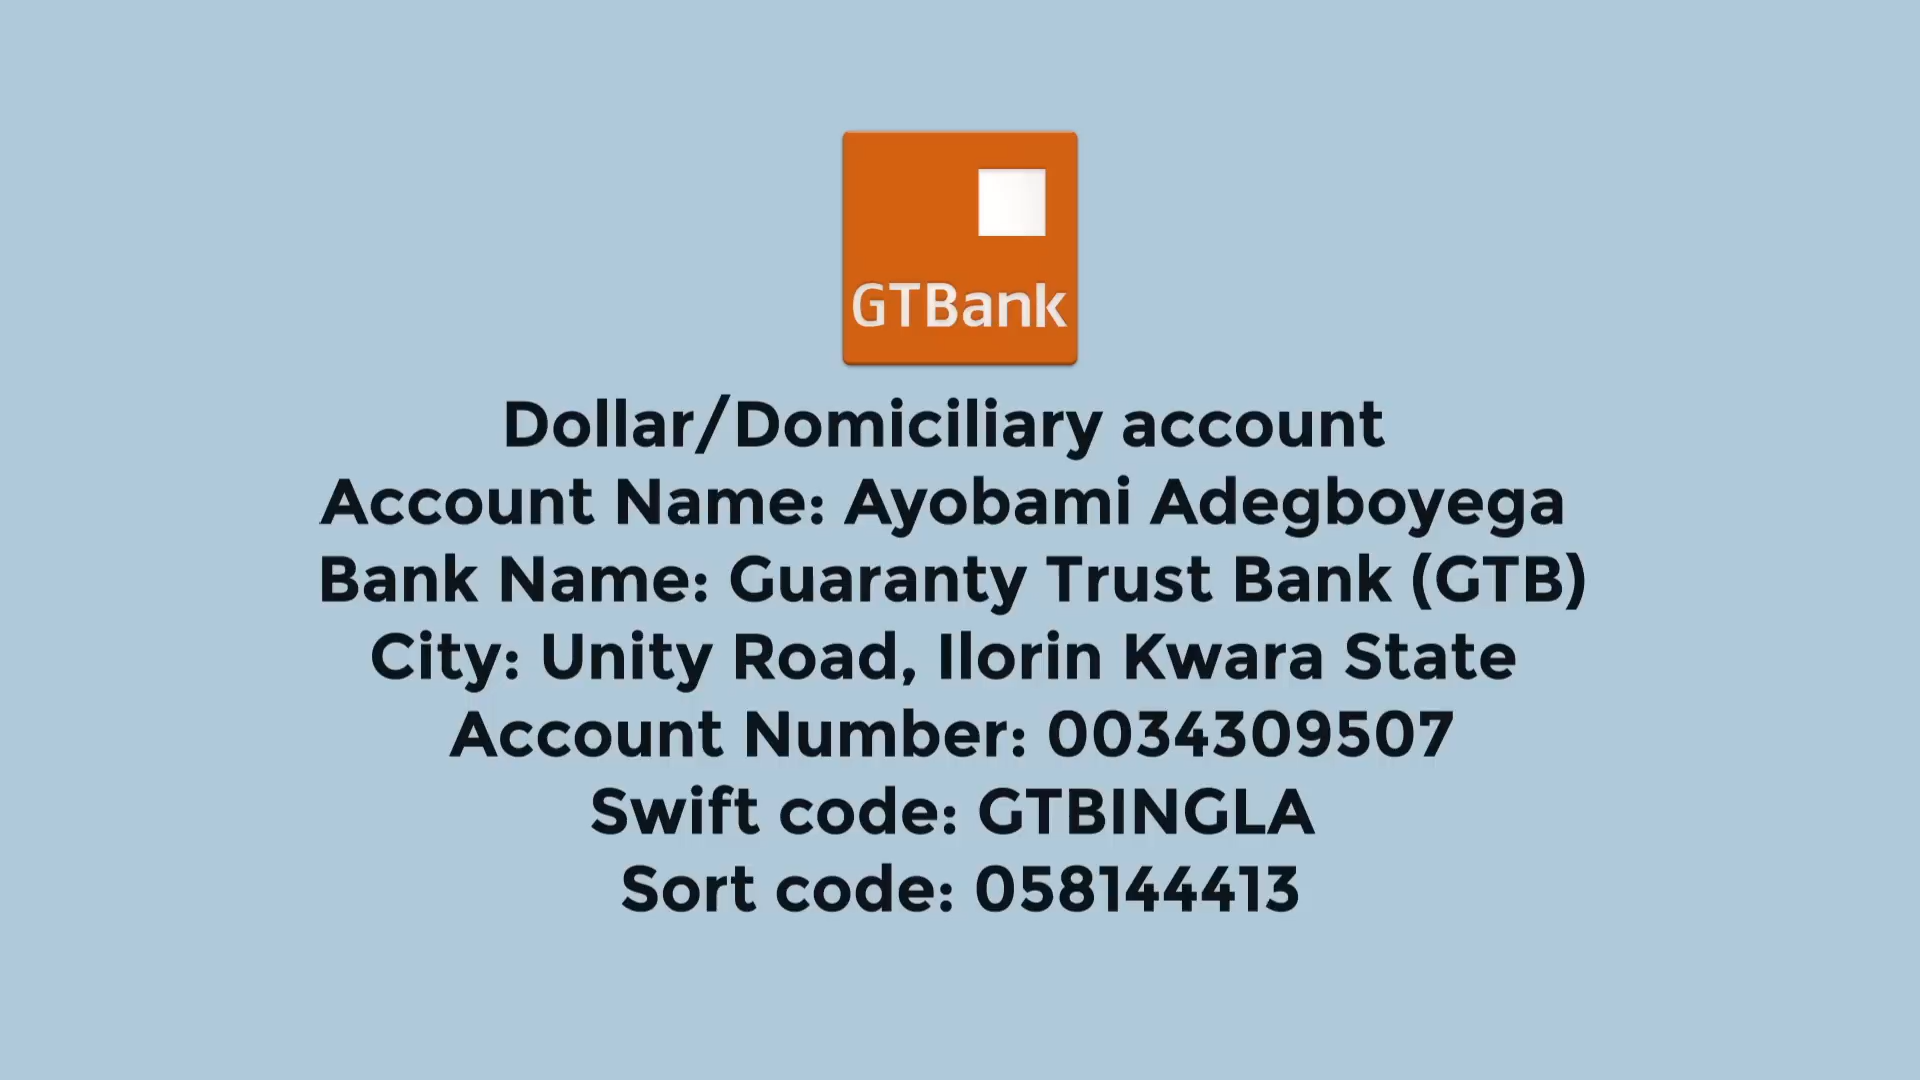 GTBank
Dollar/Domiciliary account
Account Name: Ayobami Adegboyega
Bank Name: Guaranty Trust Bank (GTB)
City: Unity Road, Ilorin Kwara State
Account Number: 0034309507
Swift code: GTBINGLA
Sort code: 058144413